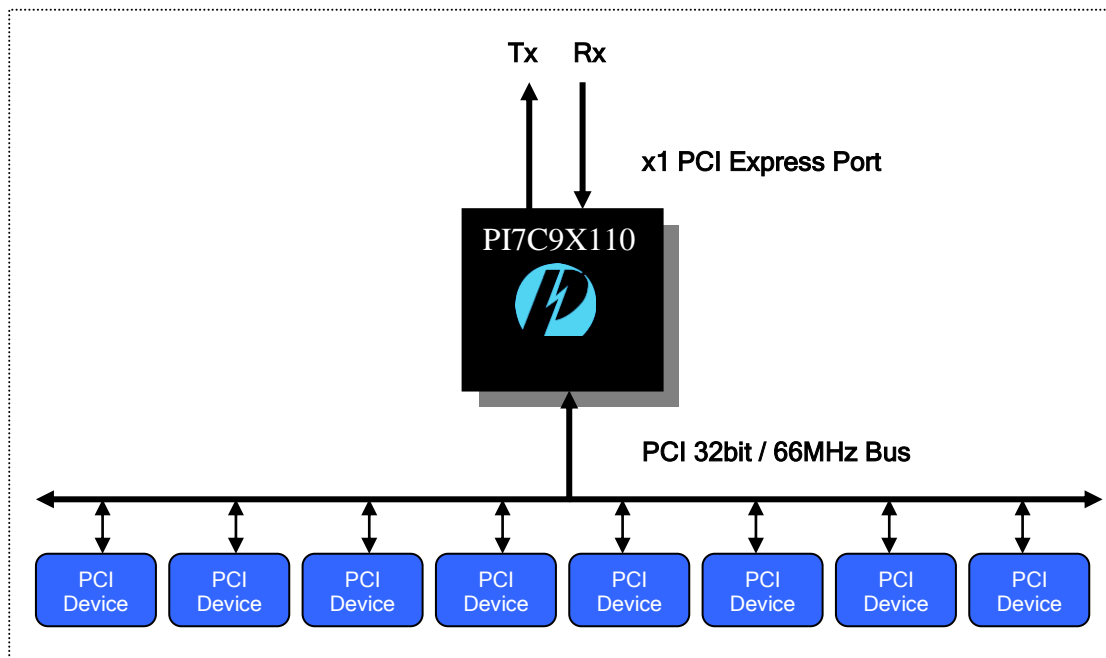 Tx Rx
x1 PCI Express Port
PI7C9X110
PCI 32bit / 66MHz Bus
PCI
Device
PCI
Device
PCI
Device
PCI
Device
PCI
Device
PCI
Device
PCI
Device
PCI
Device